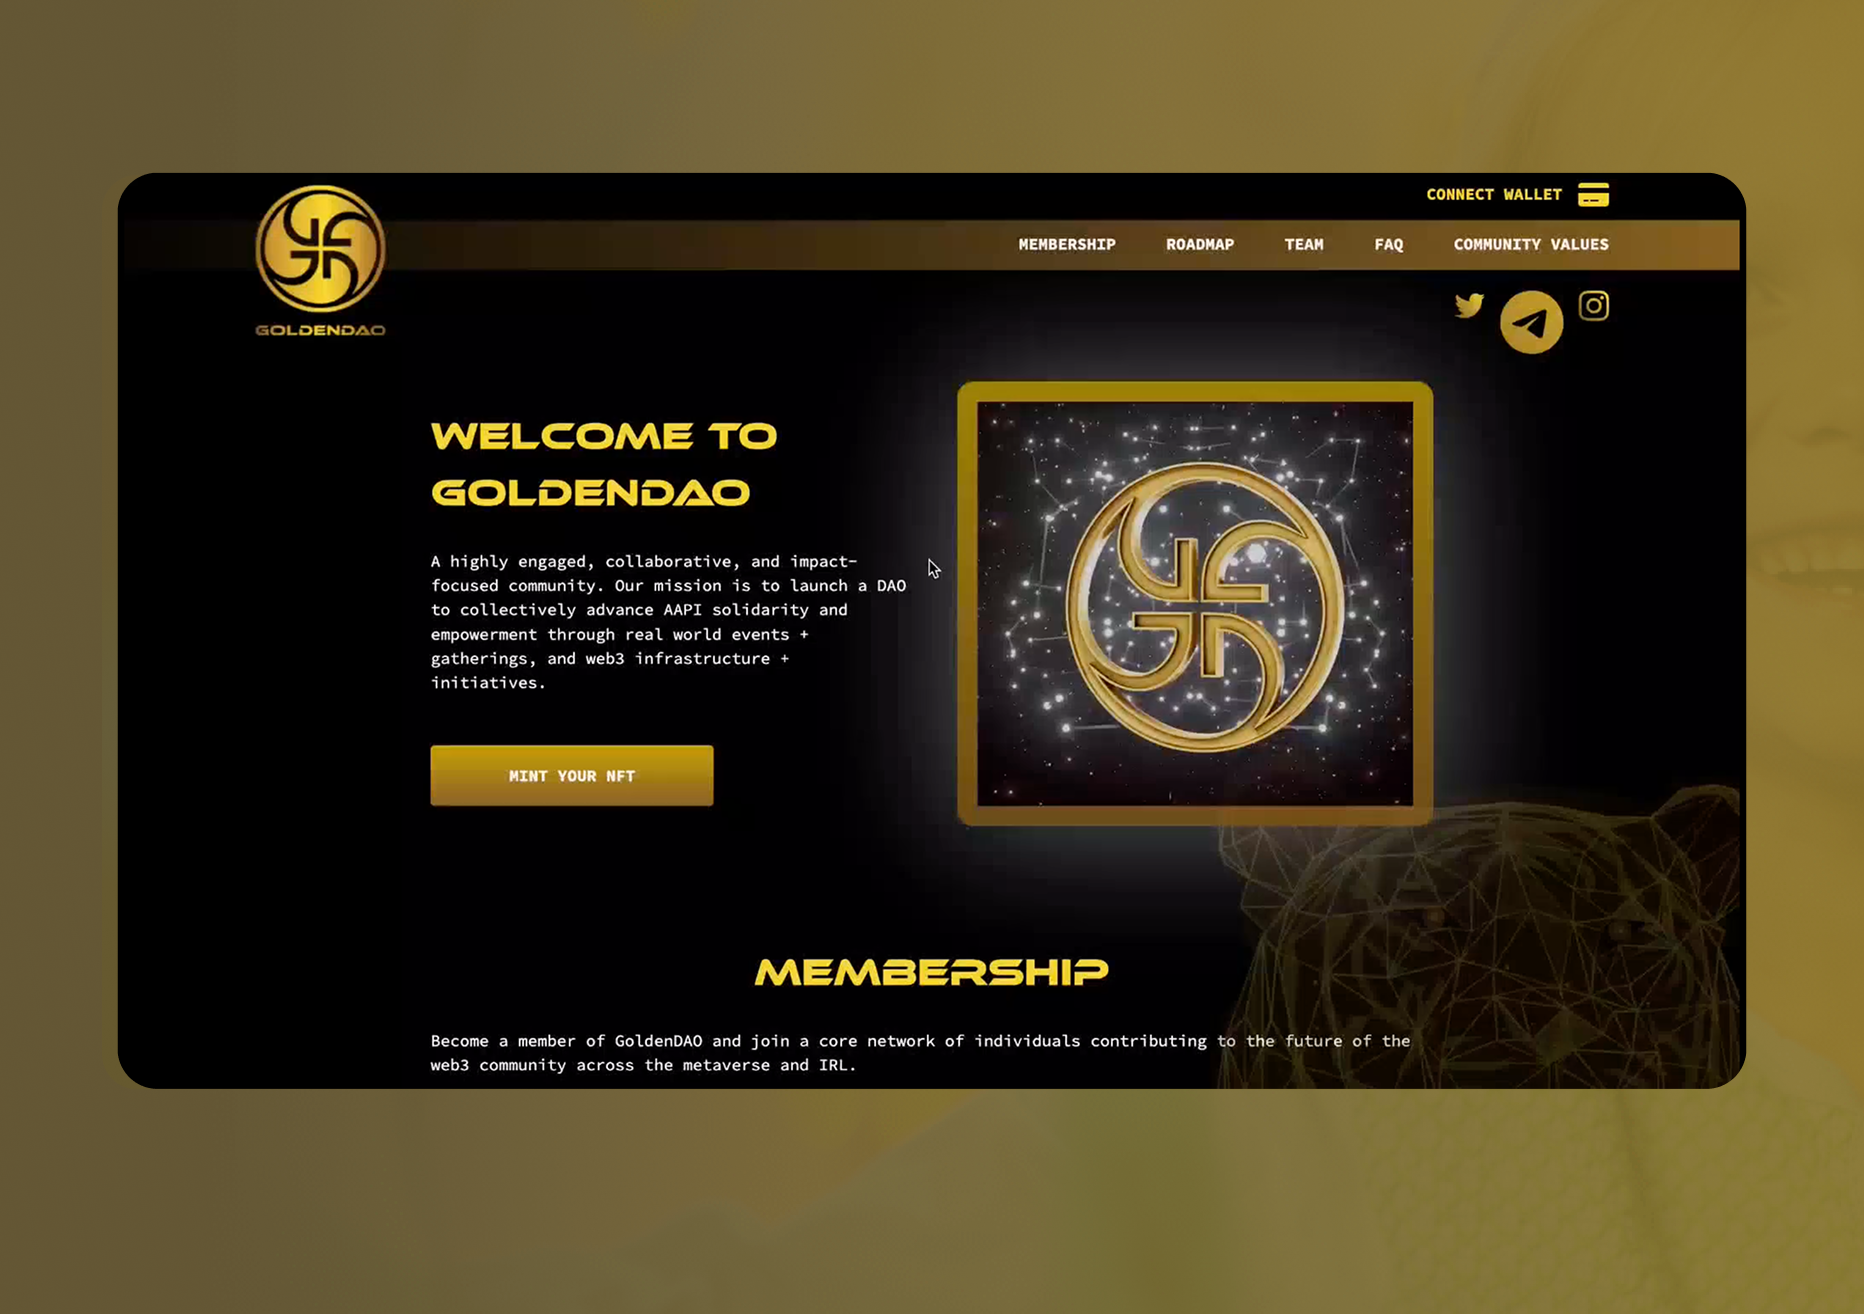 CONNECT WALLET
MEMBERSHIP ROADMAP TEAM FAQ COMMUNITY VALUES
GOLDENDAO
WELCOME TO
GOLDENDAO
A highly engaged, collaborative, and impact-
focused community. Our mission is to launch a DAO
to collectively advance AAPI solidarity and
empowerment through real world events +
gatherings, and web3 infrastructure +
initiatives.
MINT YOUR NFT
MEMBERSHIP
Become a member of GoldenDAO and join a core network of individuals contributing to the future of the
web3 community across the metaverse and IRL.